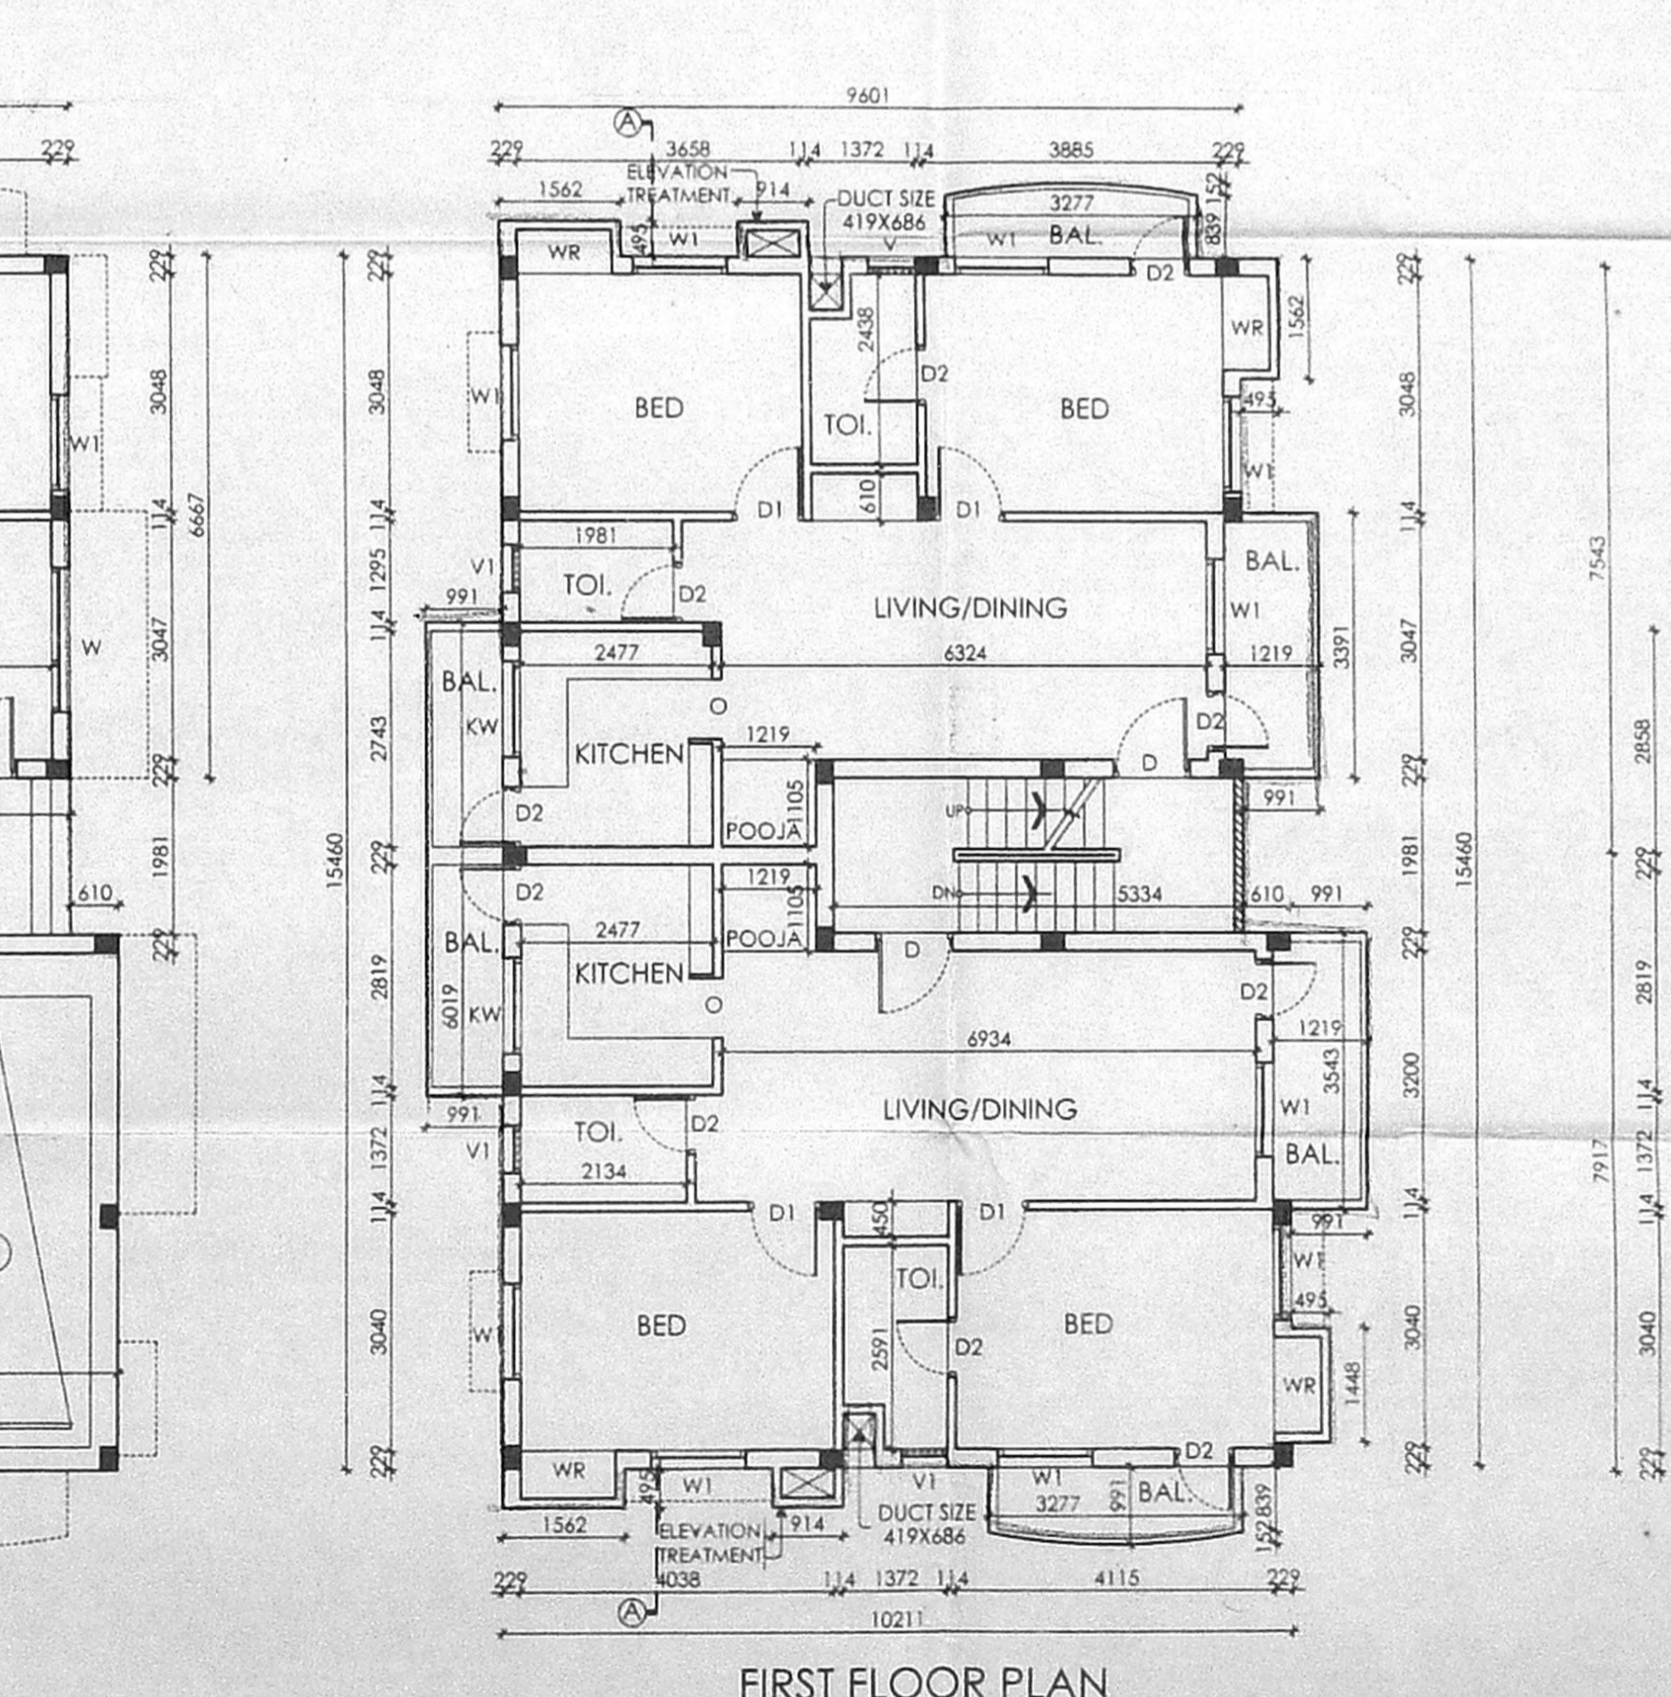 9601
A
229 3658 114 1372 114 3885 229
229
ELEVATION
TREATMENT
1562 914
DUCT SIZE
419X686
3277
152
839
WR 495 W1 V W1 BAL. D2
229 229 229
WR 1562
2438
3048 3048 3048
W1 BED TOI. D2 BED 495
W1 W1
6667
610
D1 D1
114 114 114
1981
V1 TOI. D2 BAL.
1295
7543
991
LIVING/DINING W1
114
W 3047 3047
2477 6324 1219 3391
BAL.
KW O D2
2743 1219
KITCHEN
D 2858
229 229 229
991
1105
D2 POOJA UP
15460 15460
1981 1981
229 229
D2 1219
1105
DN 5334 610 991
610
2477
BAL. POOJA D
229 229
KITCHEN
2819 2819
6019
KW O D2
6934 1219
3543
3200
114 114
991
LIVING/DINING W1
TOI. D2
V1 1372 BAL. 1372
2134
7917
114 D1 450 D1 114 114
991
W1
TOI. 495
W BED BED
3040 3040 3040
2591 D2
WR 1448
229 D2 229 229
WR 495 W1 V1 W1 BAL.
3277 991
DUCT SIZE
419X686
839
152
1562 914
ELEVATION
TREATMENT
229 4038 114 1372 114 4115 229
A
10211
FIRST FLOOR PLAN